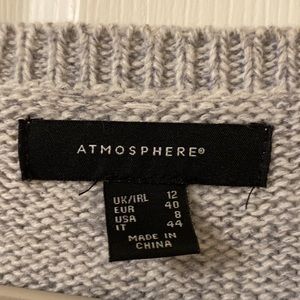 ATMOSPHERE®
UK/IRL 12
EUR 40
USA 8
IT 44
MADE IN
CHINA